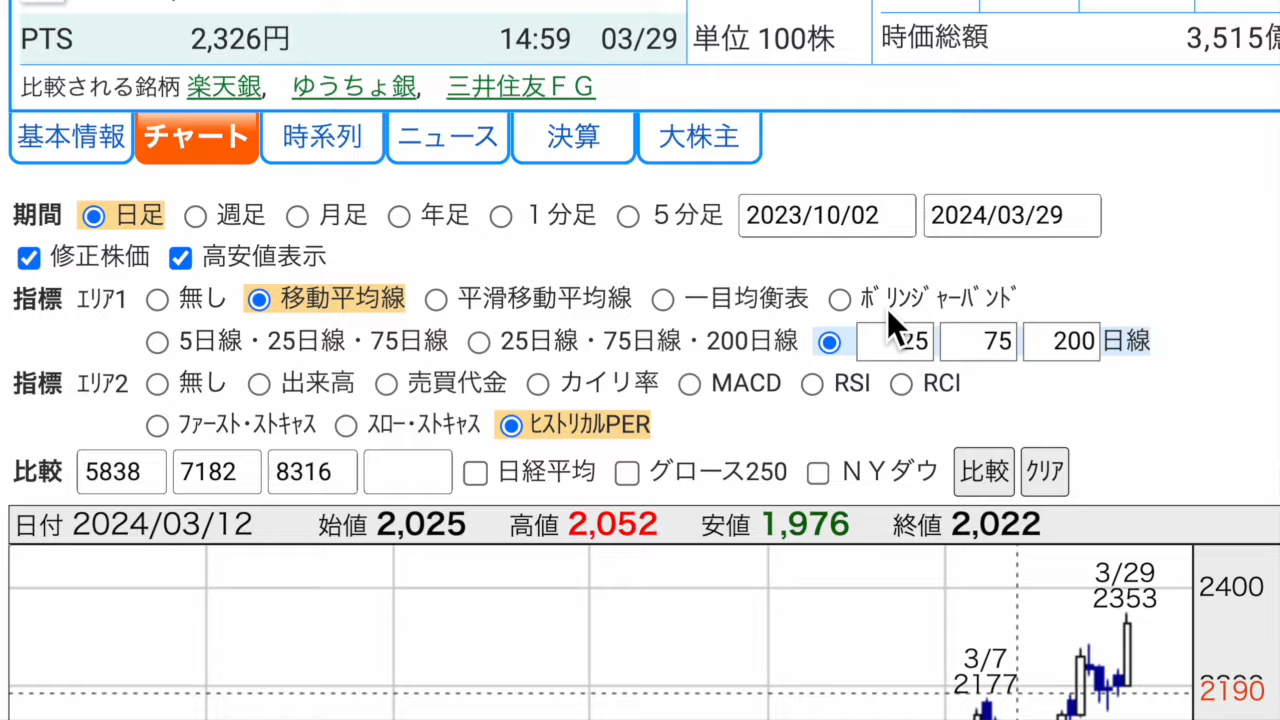 PTS 2,326円 14:59 03/29 単位 100株 時価総額 3,515億
比較される銘柄 楽天銀, ゆうちょ銀, 三井住友ＦＧ
基本情報 チャート 時系列 ニュース 決算 大株主
期間 日足 週足 月足 年足 １分足 ５分足 2023/10/02 2024/03/29
修正株価 高安値表示
指標 ｴﾘｱ1 無し 移動平均線 平滑移動平均線 一目均衡表 ﾎﾞﾘﾝｼﾞｬｰﾊﾞﾝﾄﾞ
5日線・25日線・75日線 25日線・75日線・200日線 25 75 200 日線
指標 ｴﾘｱ2 無し 出来高 売買代金 カイリ率 MACD RSI RCI
ﾌｧｰｽﾄ・ｽﾄｷｬｽ ｽﾛｰ・ｽﾄｷｬｽ ﾋｽﾄﾘｶﾙPER
比較 5838 7182 8316 日経平均 グロース250 ＮＹダウ 比較 ｸﾘｱ
日付 2024/03/12 始値 2,025 高値 2,052 安値 1,976 終値 2,022
3/29
2353
2400
3/7
2177
2190